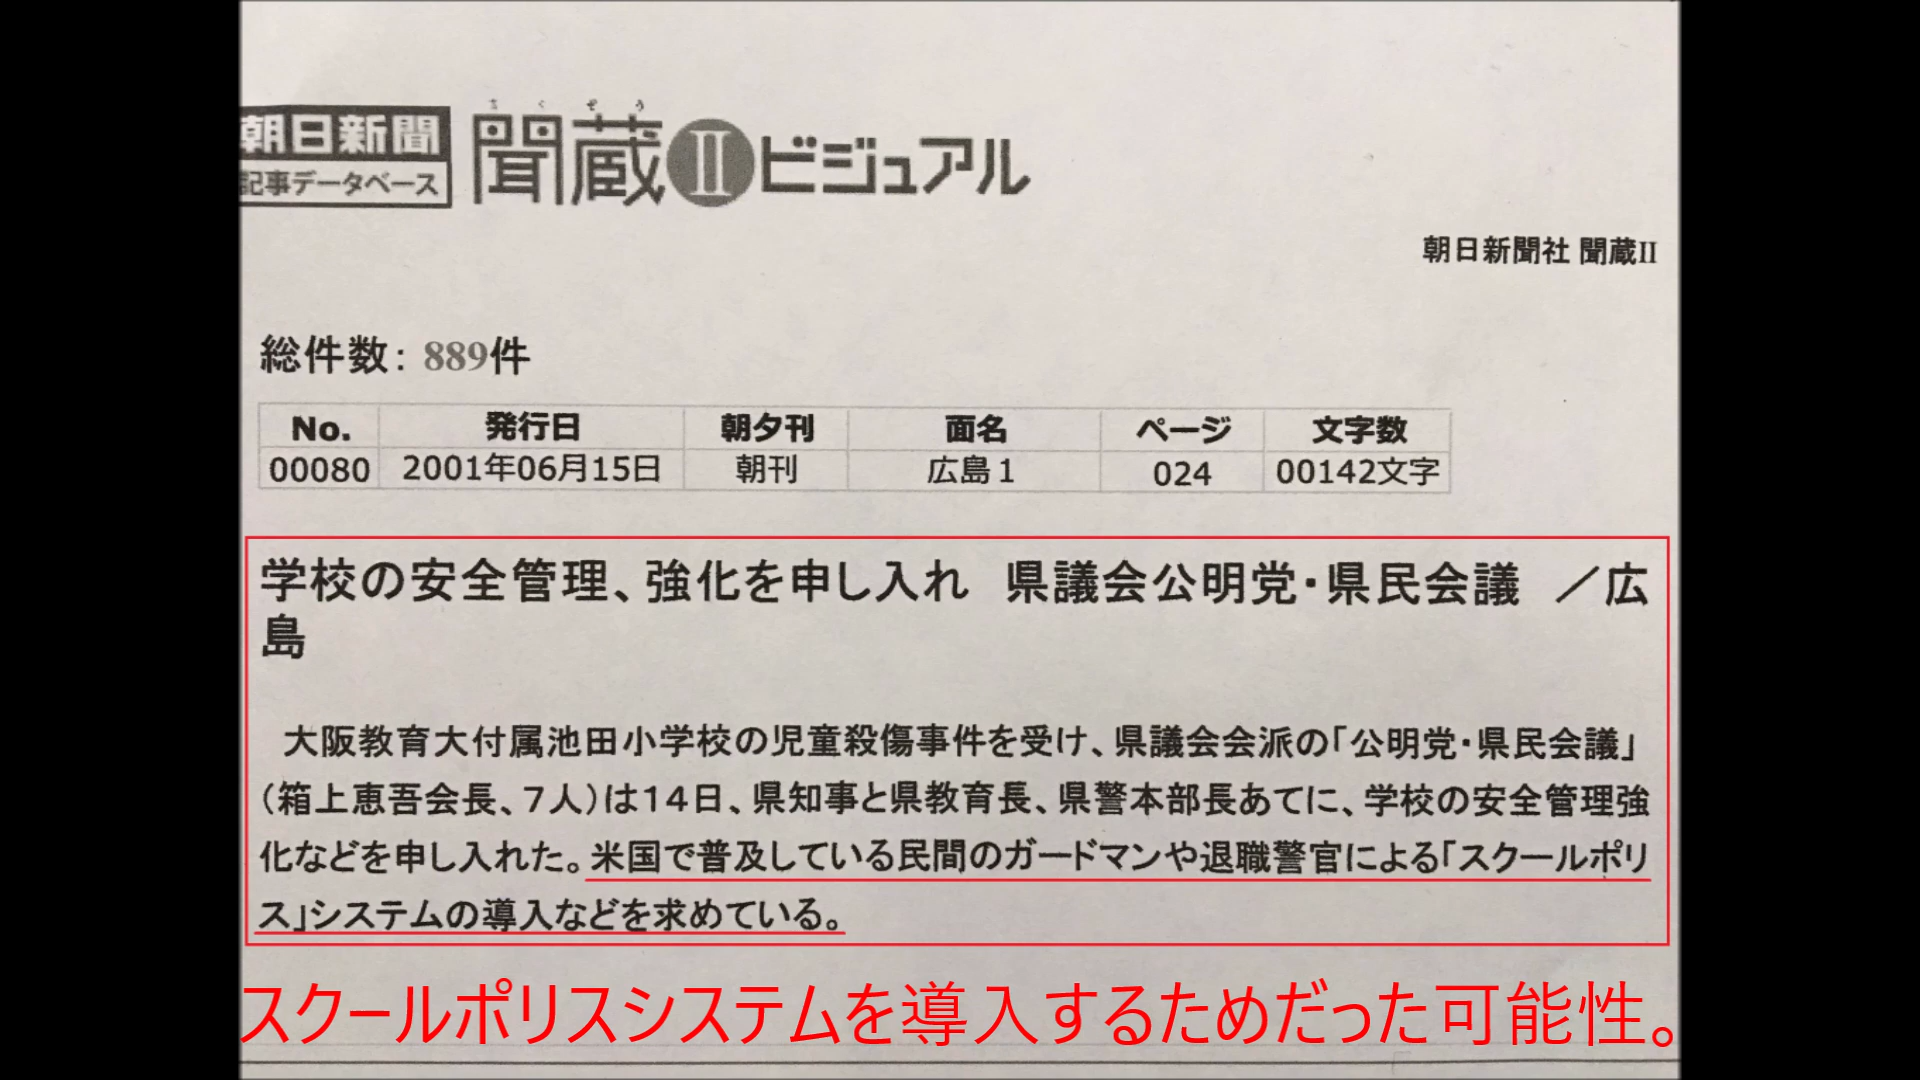 ちくぞう
朝日新聞
記事データベース
聞蔵Ⅱビジュアル
朝日新聞社 聞蔵II
総件数: 889件
No. 発行日 朝夕刊 面名 ページ 文字数
00080 2001年06月15日 朝刊 広島1 024 00142文字
学校の安全管理、強化を申し入れ 県議会公明党・県民会議 /広
島
大阪教育大付属池田小学校の児童殺傷事件を受け、県議会会派の「公明党・県民会議」
(箱上恵吾会長、7人)は14日、県知事と県教育長、県警本部長あてに、学校の安全管理強
化などを申し入れた。米国で普及している民間のガードマンや退職警官による「スクールポリ
ス」システムの導入などを求めている。
スクールポリスシステムを導入するためだった可能性。